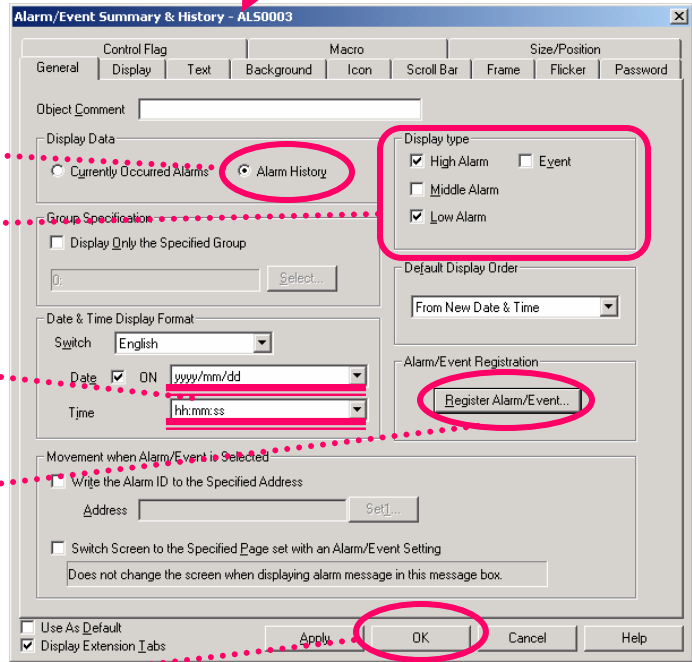 Alarm/Event Summary & History - ALS0003
Control Flag Macro Size/Position
General Display Text Background Icon Scroll Bar Frame Flicker Password
Object Comment
Display Data
Currently Occurred Alarms Alarm History
Display type
High Alarm Event
Middle Alarm
Low Alarm
Group Specification
Display Only the Specified Group
0: Select...
Default Display Order
From New Date & Time
Date & Time Display Format
Switch English
Date ON yyyy/mm/dd
Time hh:mm:ss
Alarm/Event Registration
Register Alarm/Event...
Movement when Alarm/Event is Selected
Write the Alarm ID to the Specified Address
Address Set1...
Switch Screen to the Specified Page set with an Alarm/Event Setting
Does not change the screen when displaying alarm message in this message box.
Use As Default
Display Extension Tabs
Apply OK Cancel Help